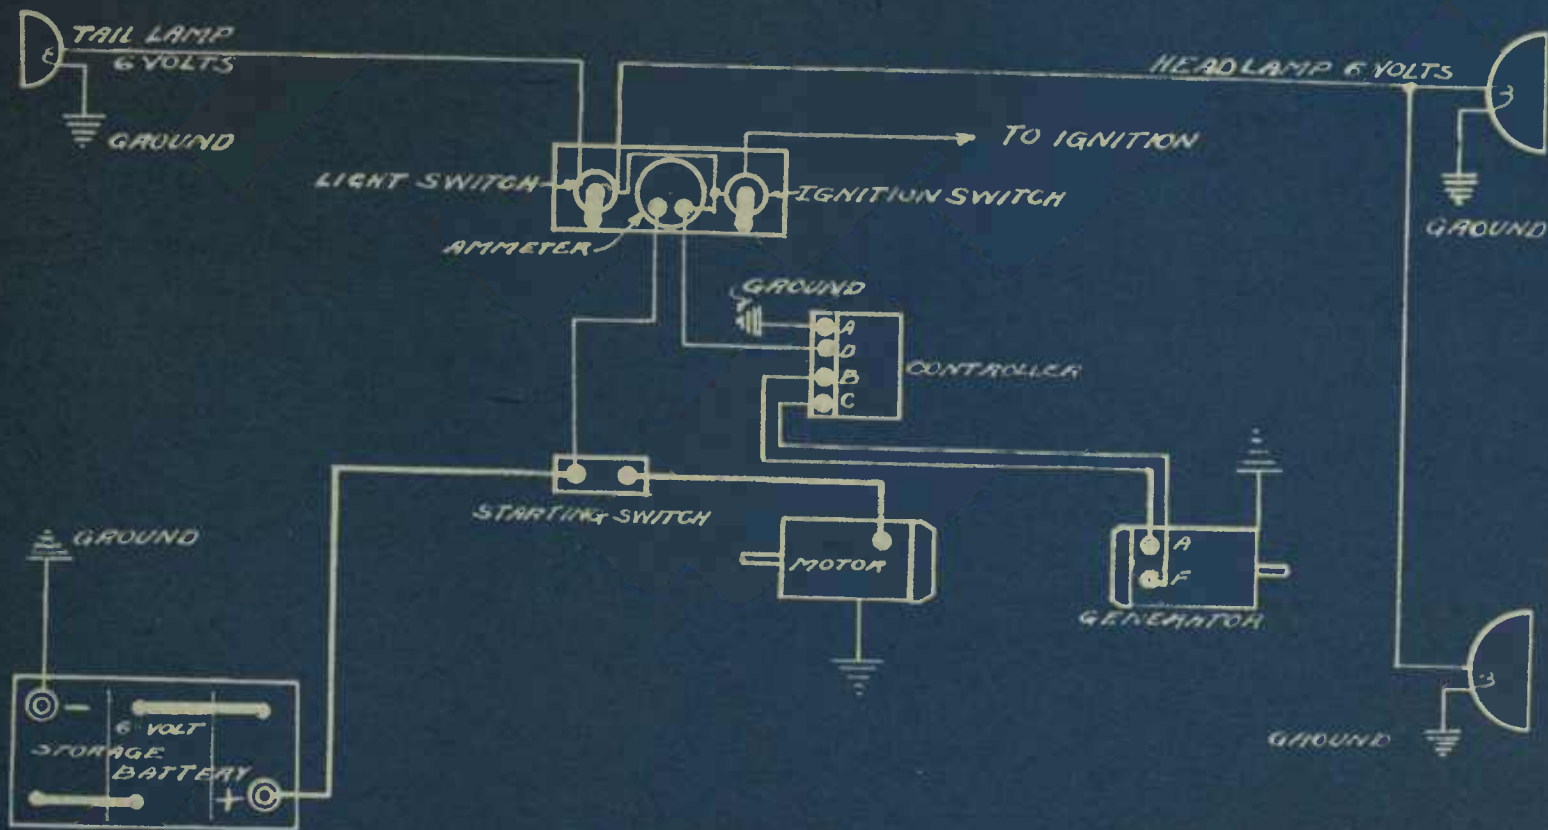 TAIL LAMP
6 VOLTS
GROUND
HEADLAMP 6 VOLTS
TO IGNITION
LIGHT SWITCH
IGNITION SWITCH
GROUND
AMMETER
GROUND
A
D
B
C
CONTROLLER
STARTING SWITCH
GROUND
MOTOR
A
F
GENERATOR
-
6 VOLT
STORAGE
BATTERY
+
GROUND